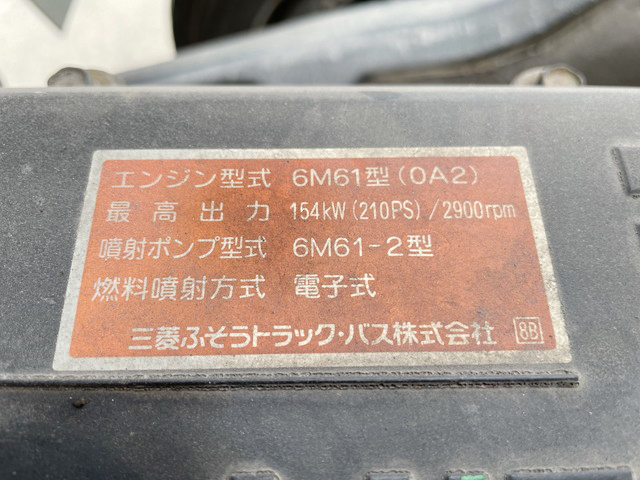 エンジン型式 6M61型(0A2)
最高出力 154kW(210PS)/2900rpm
噴射ポンプ型式 6M61-2型
燃料噴射方式 電子式
三菱ふそうトラック・バス株式会社 8B